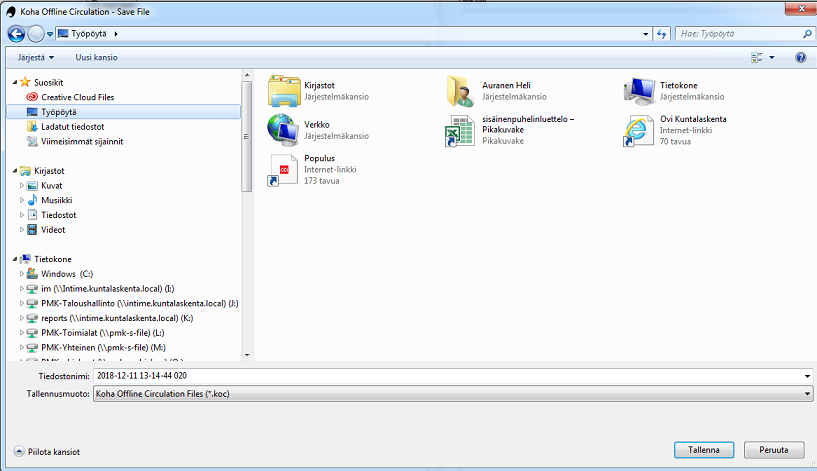 Koha Offline Circulation - Save File
Työpöytä
Hae: Työpöytä
Järjestä
Uusi kansio
Suosikit
Creative Cloud Files
Työpöytä
Ladatut tiedostot
Viimeisimmät sijainnit
Kirjastot
Kuvat
Musiikki
Tiedostot
Videot
Tietokone
Windows (C:)
im (\\Intime.kuntalaskenta.local) (I:)
PMK-Taloushallinto (\\intime.kuntalaskenta.local) (J:)
reports (\\intime.kuntalaskenta.local) (K:)
PMK-Toimialat (\\pmk-s-file) (L:)
PMK-Yhteinen (\\pmk-s-file) (M:)
Kirjastot
Järjestelmäkansio
Auranen Heli
Järjestelmäkansio
Tietokone
Järjestelmäkansio
Verkko
Järjestelmäkansio
sisäinenpuhelinluettelo –
Pikakuvake
Pikakuvake
Ovi Kuntalaskenta
Internet-linkki
70 tavua
CGI
Populus
Internet-linkki
173 tavua
Tiedostonimi:
2018-12-11 13-14-44 020
Tallennusmuoto:
Koha Offline Circulation Files (*.koc)
Piilota kansiot
Tallenna
Peruuta